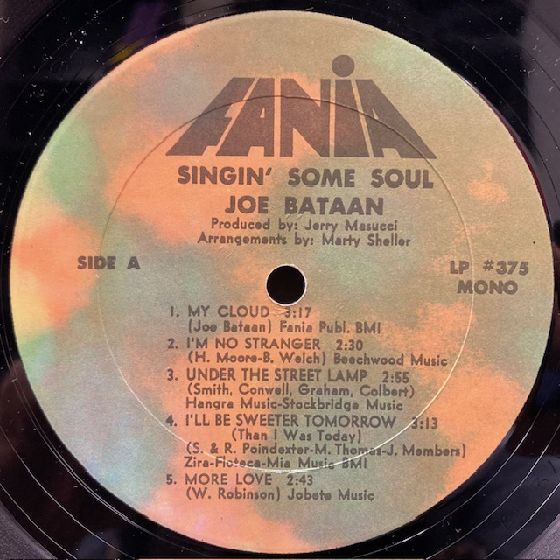 FANIA
SINGIN' SOME SOUL
JOE BATAAN
Produced by: Jerry Masucci
Arrangements by: Marty Sheller
SIDE A
LP #375
MONO
1. MY CLOUD 3:17
(Joe Bataan) Fania Publ. BMI
2. I'M NO STRANGER 2:30
(H. Moore-B. Welch) Beechwood Music
3. UNDER THE STREET LAMP 2:55
(Smith, Conwell, Graham, Colbert)
Hangra Music-Stockbridge Music
4. I'LL BE SWEETER TOMORROW 3:13
(Than I Was Today)
(S. & R. Poindexter-M. Thomas-J. Members)
Zira-Floteca-Mia Music BMI
5. MORE LOVE 2:43
(W. Robinson) Jobete Music